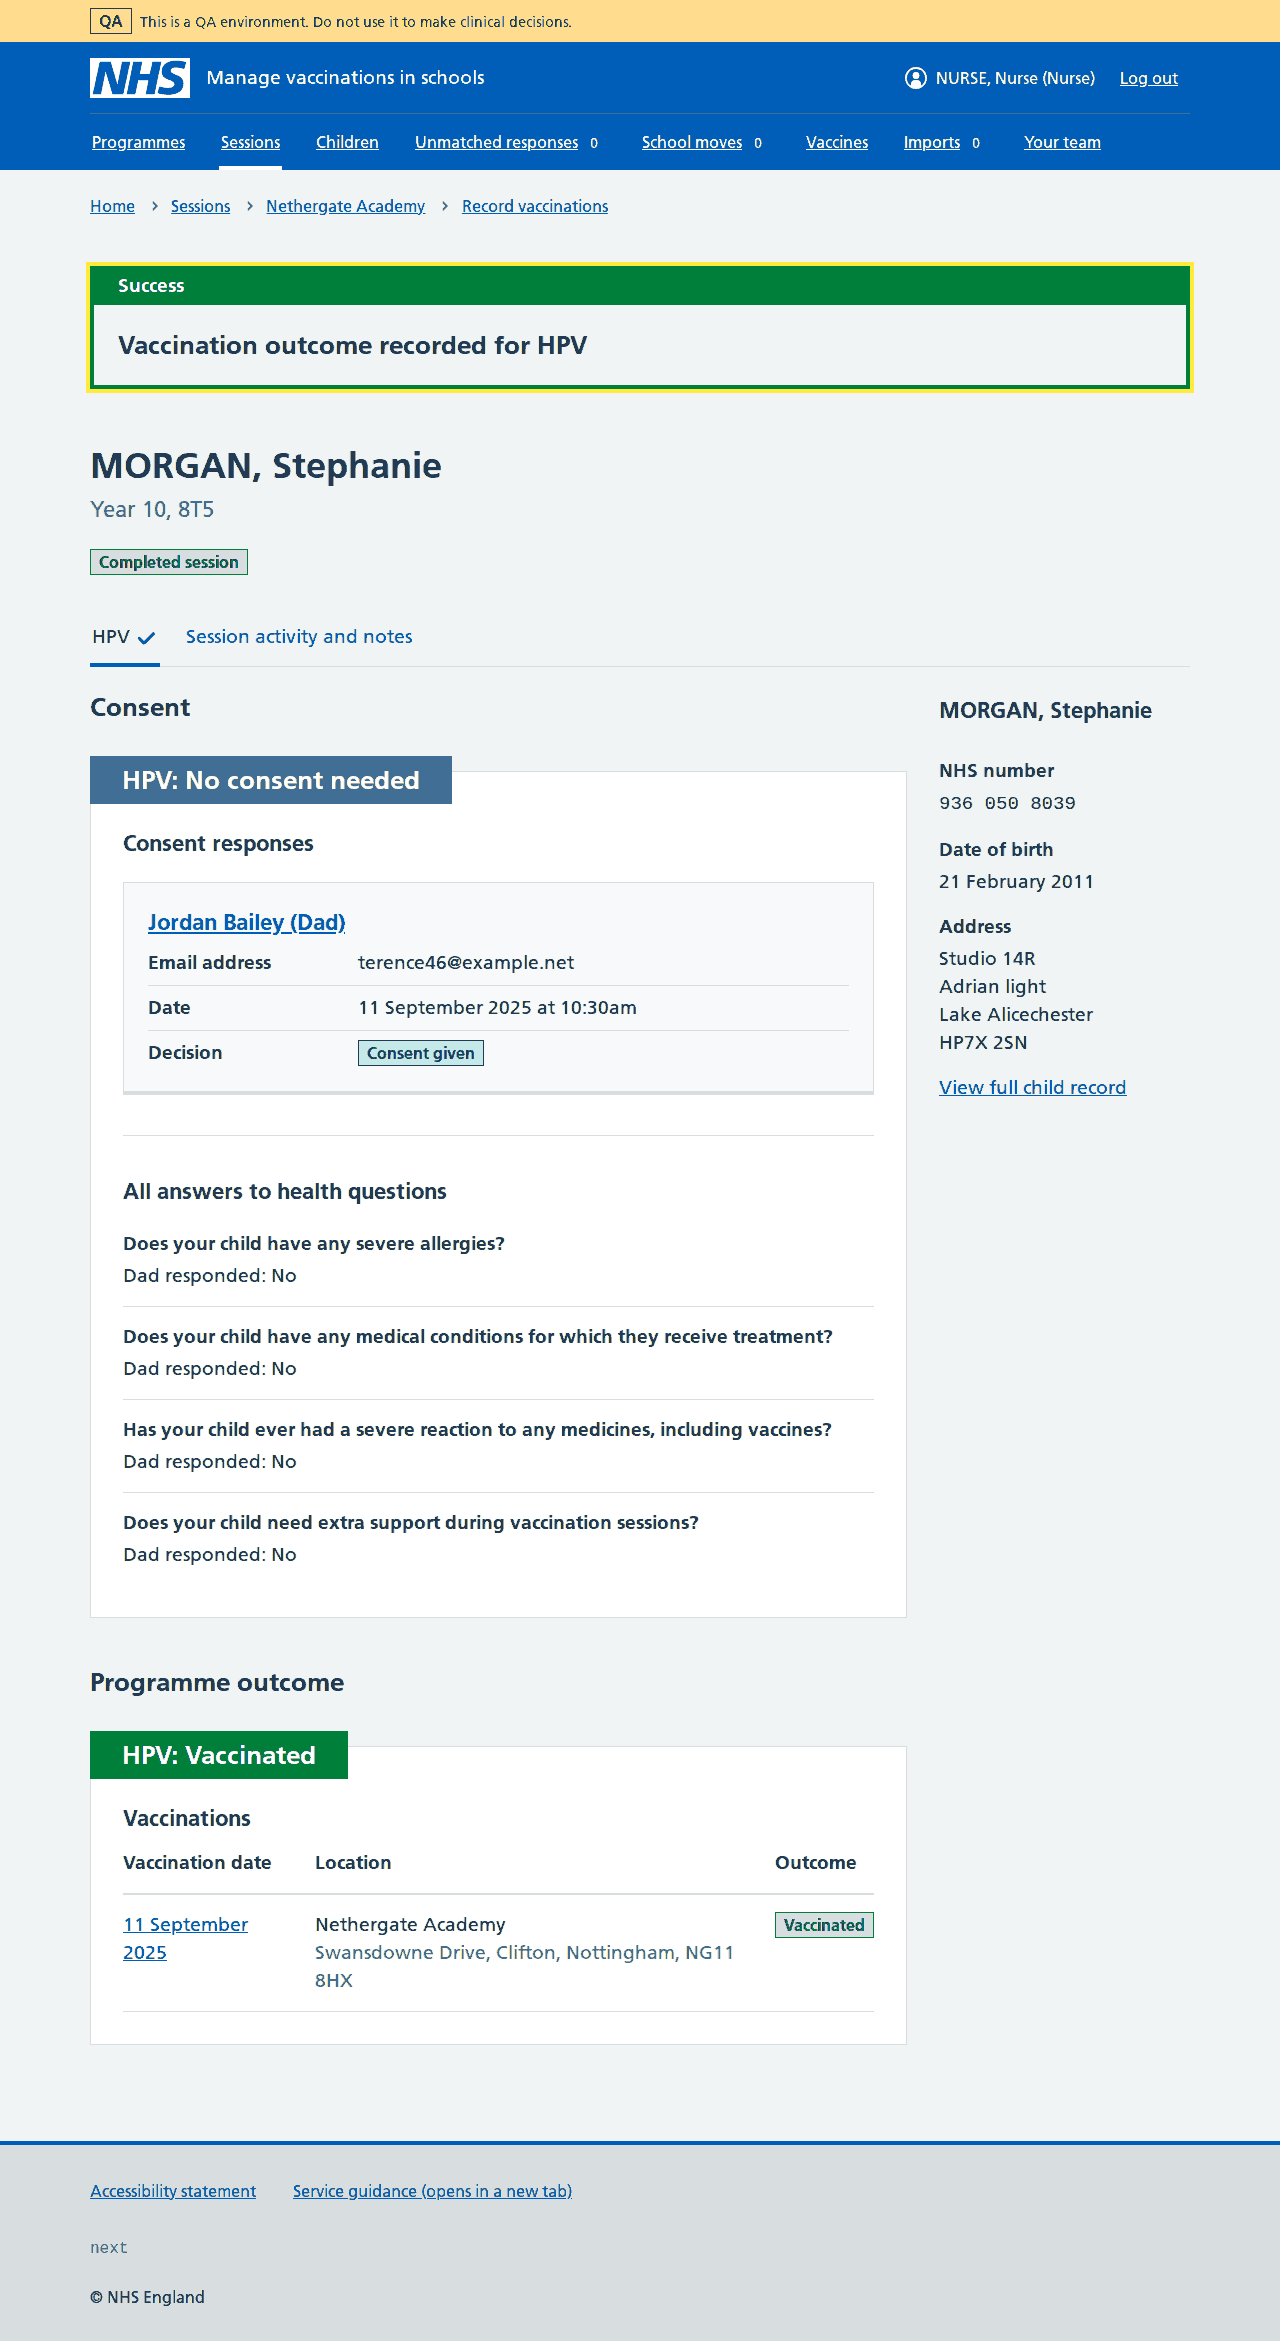 QA This is a QA environment. Do not use it to make clinical decisions.
NHS Manage vaccinations in schools NURSE, Nurse (Nurse) Log out
Programmes Sessions Children Unmatched responses 0 School moves 0 Vaccines Imports 0 Your team
Home > Sessions > Nethergate Academy > Record vaccinations
Success
Vaccination outcome recorded for HPV
MORGAN, Stephanie
Year 10, 8T5
Completed session
HPV Session activity and notes
Consent
HPV: No consent needed
Consent responses
Jordan Bailey (Dad)
Email address terence46@example.net
Date 11 September 2025 at 10:30am
Decision Consent given
All answers to health questions
Does your child have any severe allergies?
Dad responded: No
Does your child have any medical conditions for which they receive treatment?
Dad responded: No
Has your child ever had a severe reaction to any medicines, including vaccines?
Dad responded: No
Does your child need extra support during vaccination sessions?
Dad responded: No
MORGAN, Stephanie
NHS number
936 050 8039
Date of birth
21 February 2011
Address
Studio 14R
Adrian light
Lake Alicechester
HP7X 2SN
View full child record
Programme outcome
HPV: Vaccinated
Vaccinations
Vaccination date Location Outcome
11 September Nethergate Academy Vaccinated
2025 Swansdowne Drive, Clifton, Nottingham, NG11
8HX
Accessibility statement Service guidance (opens in a new tab)
next
© NHS England